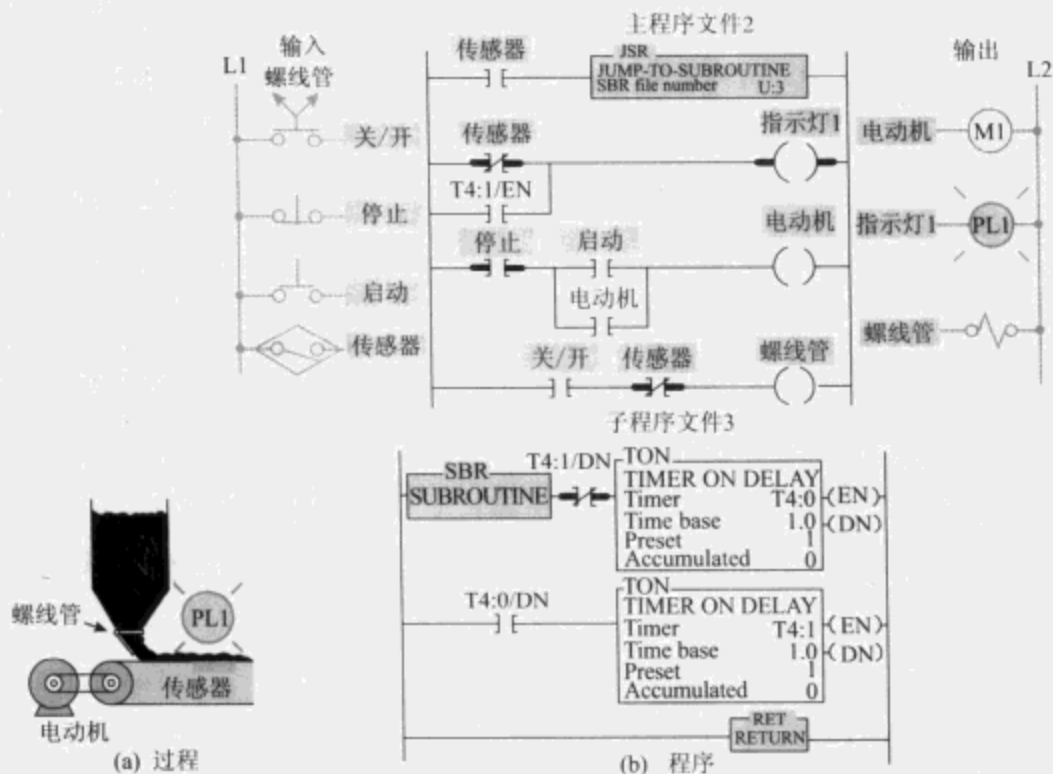 主程序文件2
L1
输入
螺线管
关/开
停止
启动
传感器
传感器
JSR
JUMP-TO-SUBROUTINE
SBR file number U:3
传感器
指示灯1
T4:1/EN
停止
启动
电动机
电动机
关/开
传感器
螺线管
输出
L2
电动机
M1
指示灯1
PL1
螺线管
子程序文件3
SBR
SUBROUTINE
T4:1/DN
TON
TIMER ON DELAY
Timer T4:0
Time base 1.0
Preset 1
Accumulated 0
(EN)
(DN)
T4:0/DN
TON
TIMER ON DELAY
Timer T4:1
Time base 1.0
Preset 1
Accumulated 0
(EN)
(DN)
RET
RETURN
螺线管
PL1
传感器
电动机
(a) 过程
(b) 程序